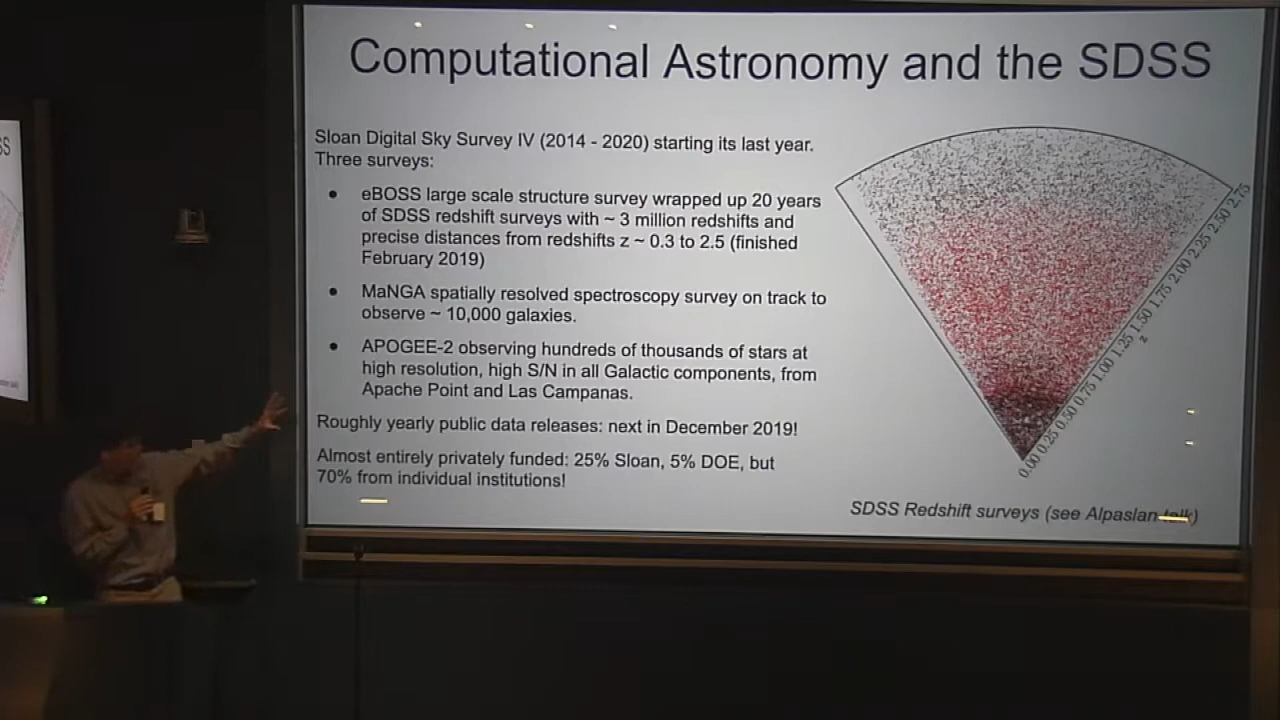 Computational Astronomy and the SDSS
SS
Sloan Digital Sky Survey IV (2014 - 2020) starting its last year.
Three surveys:
● eBOSS large scale structure survey wrapped up 20 years
of SDSS redshift surveys with ~ 3 million redshifts and
precise distances from redshifts z ~ 0.3 to 2.5 (finished
February 2019)
● MaNGA spatially resolved spectroscopy survey on track to
observe ~ 10,000 galaxies.
● APOGEE-2 observing hundreds of thousands of stars at
high resolution, high S/N in all Galactic components, from
Apache Point and Las Campanas.
Roughly yearly public data releases: next in December 2019!
Almost entirely privately funded: 25% Sloan, 5% DOE, but
70% from individual institutions!
0.00 0.25 0.50 0.75 1.00 1.25 1.50 1.75 2.00 2.25 2.50 2.75
z
SDSS Redshift surveys (see Alpaslan talk)